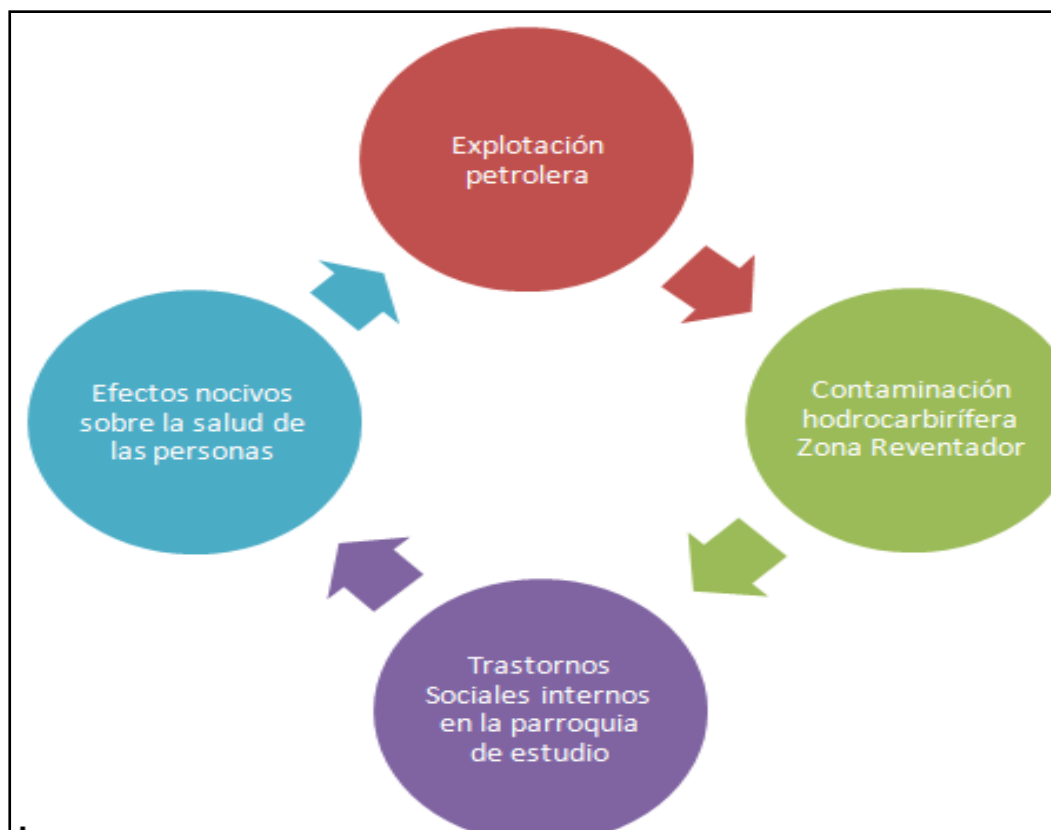 Explotación
petrolera
Contaminación
hodrocarbirífera
Zona Reventador
Trastornos
Sociales internos
en la parroquia
de estudio
Efectos nocivos
sobre la salud de
las personas